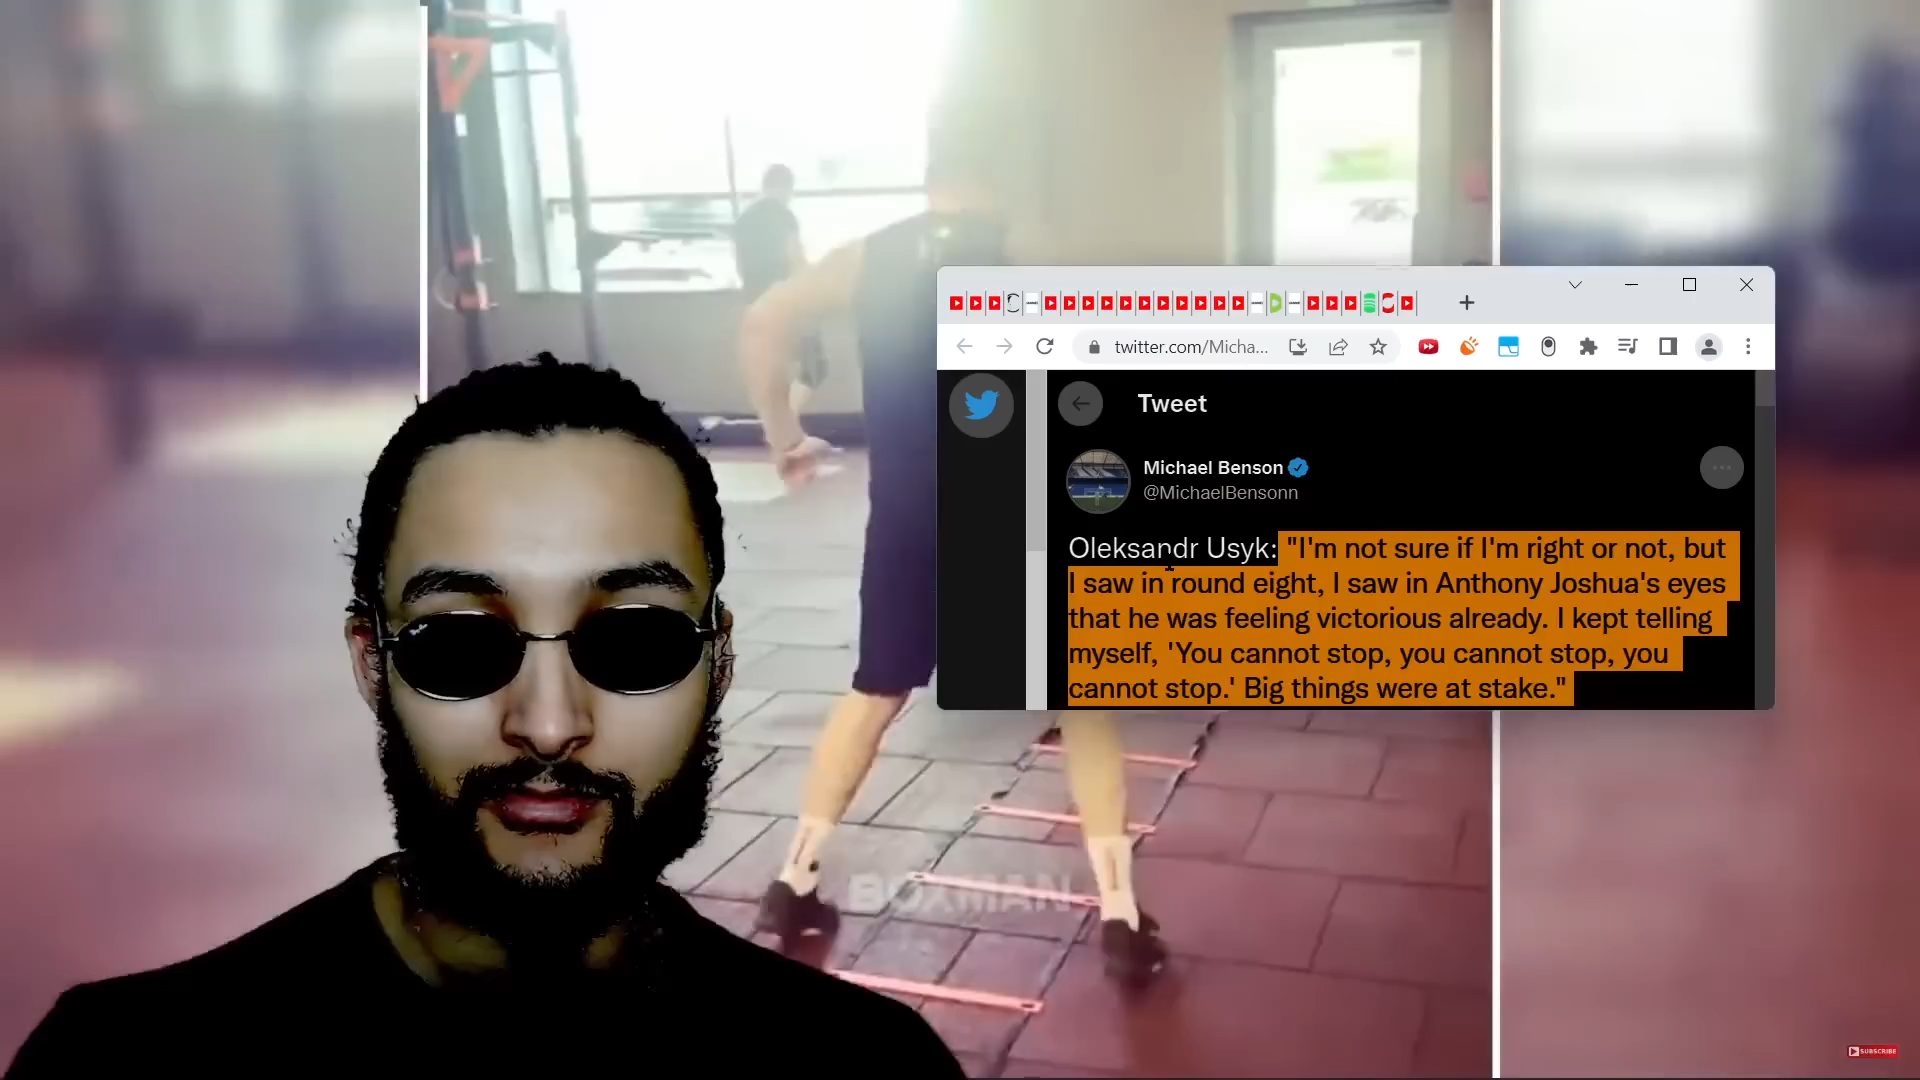 twitter.com/Micha...
Tweet
Michael Benson
@MichaelBensonn
Oleksandr Usyk: "I'm not sure if I'm right or not, but
I saw in round eight, I saw in Anthony Joshua's eyes
that he was feeling victorious already. I kept telling
myself, 'You cannot stop, you cannot stop, you
cannot stop.' Big things were at stake."
BOXMAN
SUBSCRIBE